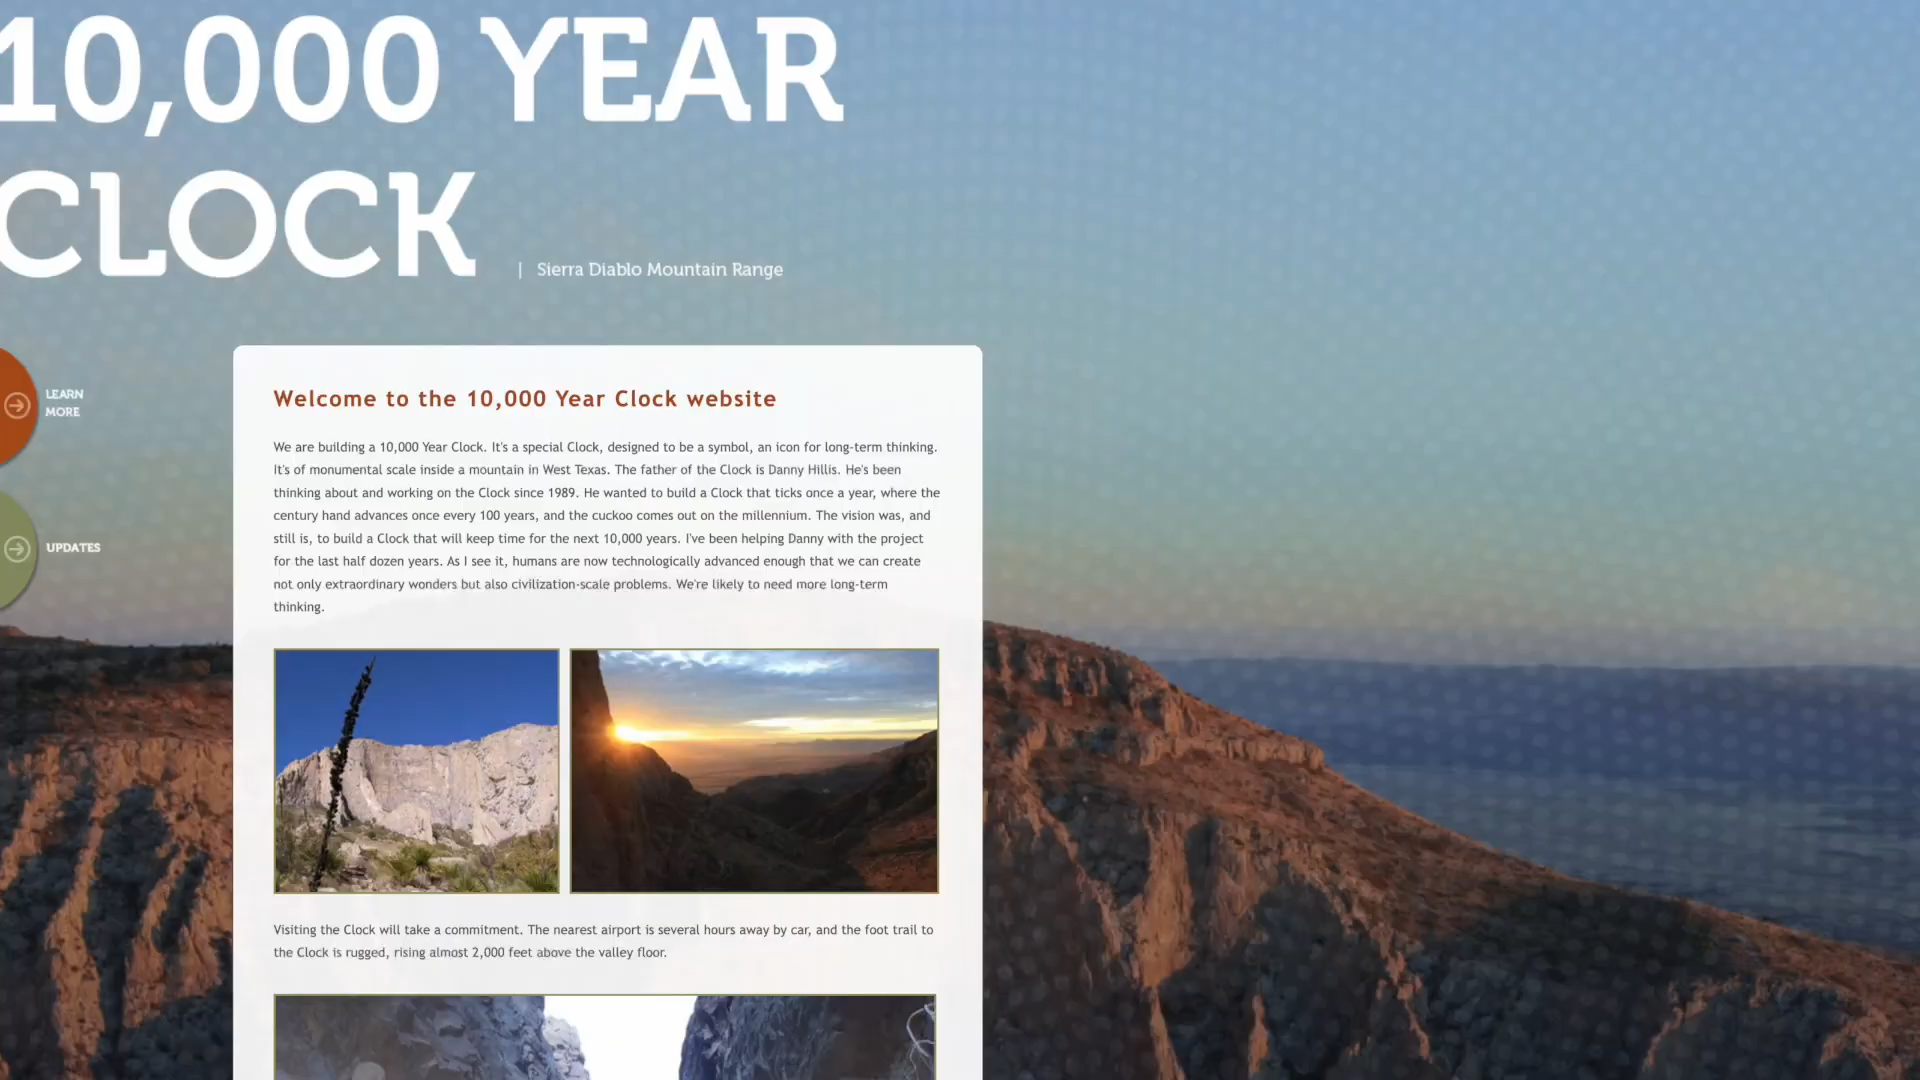 10,000 YEAR
CLOCK
| Sierra Diablo Mountain Range
LEARN
MORE
UPDATES
Welcome to the 10,000 Year Clock website
We are building a 10,000 Year Clock. It's a special Clock, designed to be a symbol, an icon for long-term thinking.
It's of monumental scale inside a mountain in West Texas. The father of the Clock is Danny Hillis. He's been
thinking about and working on the Clock since 1989. He wanted to build a Clock that ticks once a year, where the
century hand advances once every 100 years, and the cuckoo comes out on the millennium. The vision was, and
still is, to build a Clock that will keep time for the next 10,000 years. I've been helping Danny with the project
for the last half dozen years. As I see it, humans are now technologically advanced enough that we can create
not only extraordinary wonders but also civilization-scale problems. We're likely to need more long-term
thinking.
Visiting the Clock will take a commitment. The nearest airport is several hours away by car, and the foot trail to
the Clock is rugged, rising almost 2,000 feet above the valley floor.